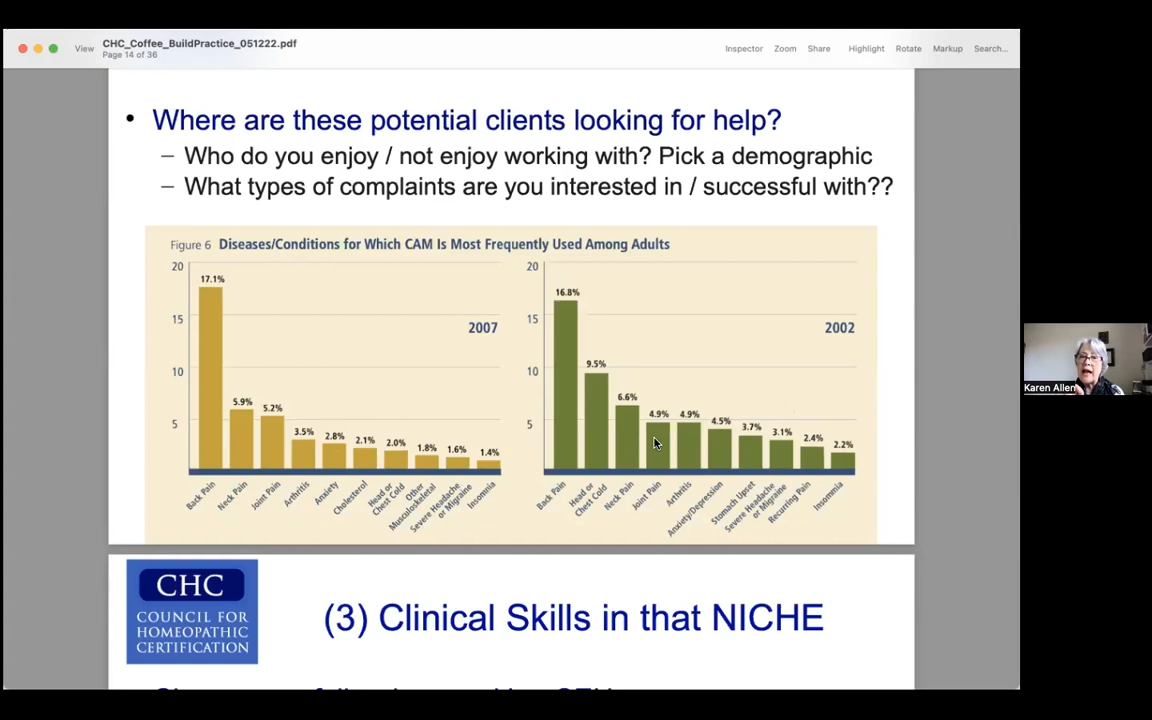 CHC_Coffee_BuildPractice_051222.pdf
View
Page 14 of 36
Inspector
Zoom
Share
Highlight
Rotate
Markup
Search...
• Where are these potential clients looking for help?
– Who do you enjoy / not enjoy working with? Pick a demographic
– What types of complaints are you interested in / successful with??
Figure 6 Diseases/Conditions for Which CAM Is Most Frequently Used Among Adults
20
15
10
5
2007
17.1%
5.9%
5.2%
3.5%
2.8%
2.1%
2.0%
1.8%
1.6%
1.4%
Back Pain
Neck Pain
Joint Pain
Arthritis
Anxiety
Cholesterol
Head or
Chest Cold
Other
Musculoskeletal
Severe Headache
or Migraine
Insomnia
20
15
10
5
2002
16.8%
9.5%
6.6%
4.9%
4.9%
4.5%
3.7%
3.1%
2.4%
2.2%
Back Pain
Head or
Chest Cold
Neck Pain
Joint Pain
Arthritis
Anxiety/Depression
Stomach Upset
Severe Headache
or Migraine
Recurring Pain
Insomnia
Karen Allen
CHC
COUNCIL FOR
HOMEOPATHIC
CERTIFICATION
(3) Clinical Skills in that NICHE